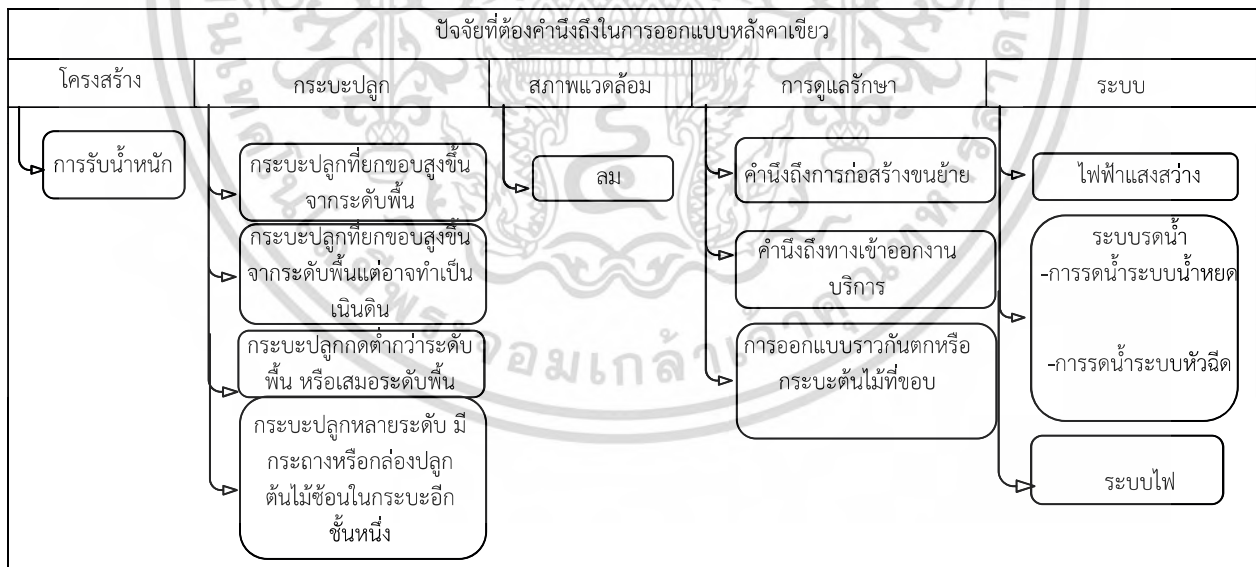 ปัจจัยที่ต้องคำนึงถึงในการออกแบบหลังคาเขียว
โครงสร้าง
กระบะปลูก
สภาพแวดล้อม
การดูแลรักษา
ระบบ
การรับน้ำหนัก
กระบะปลูกที่ยกขอบสูงขึ้น
จากระดับพื้น
กระบะปลูกที่ยกขอบสูงขึ้น
จากระดับพื้นแต่อาจทำเป็น
เนินดิน
กระบะปลูกกดต่ำกว่าระดับ
พื้น หรือเสมอระดับพื้น
กระบะปลูกหลายระดับ มี
กระถางหรือกล่องปลูก
ต้นไม้ซ้อนในกระบะอีก
ชั้นหนึ่ง
ลม
คำนึงถึงการก่อสร้างขนย้าย
คำนึงถึงทางเข้าออกงาน
บริการ
การออกแบบราวกันตกหรือ
กระบะต้นไม้ที่ขอบ
ไฟฟ้าแสงสว่าง
ระบบรดน้ำ
-การรดน้ำระบบน้ำหยด
-การรดน้ำระบบหัวฉีด
ระบบไฟ
พระจอมเกล้าเจ้าคุณทหาร